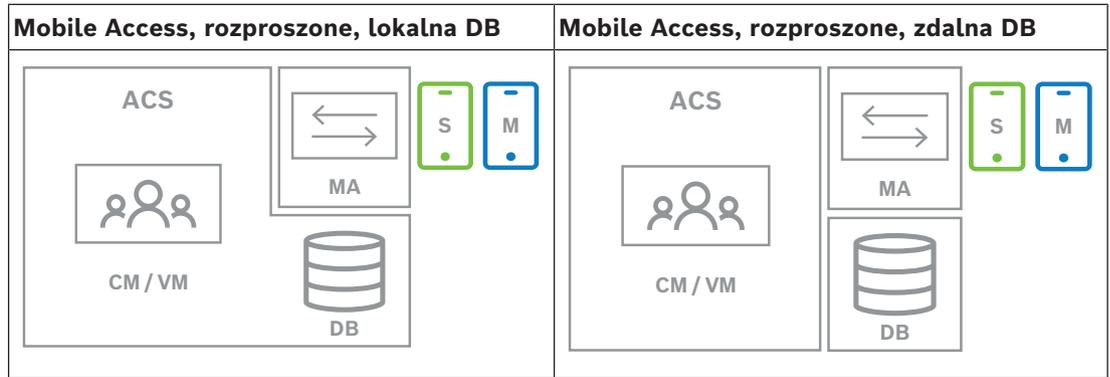 Mobile Access, rozproszone, lokalna DB
ACS
S
M
MA
CM / VM
DB
Mobile Access, rozproszone, zdalna DB
ACS
S
M
MA
CM / VM
DB